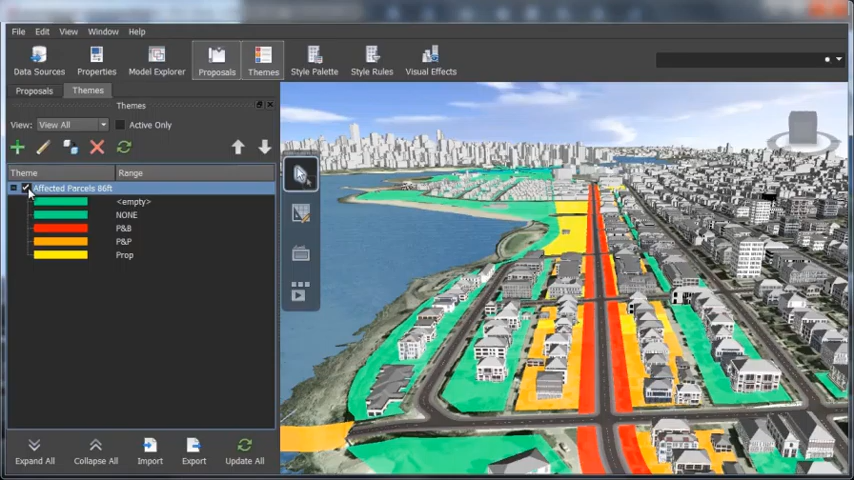 File Edit View Window Help
Data Sources Properties Model Explorer Proposals Themes Style Palette Style Rules Visual Effects
Proposals Themes
Themes
View: View All Active Only
Theme Range
Affected Parcels 86ft
<empty>
NONE
P&B
P&P
Prop
Expand All Collapse All Import Export Update All